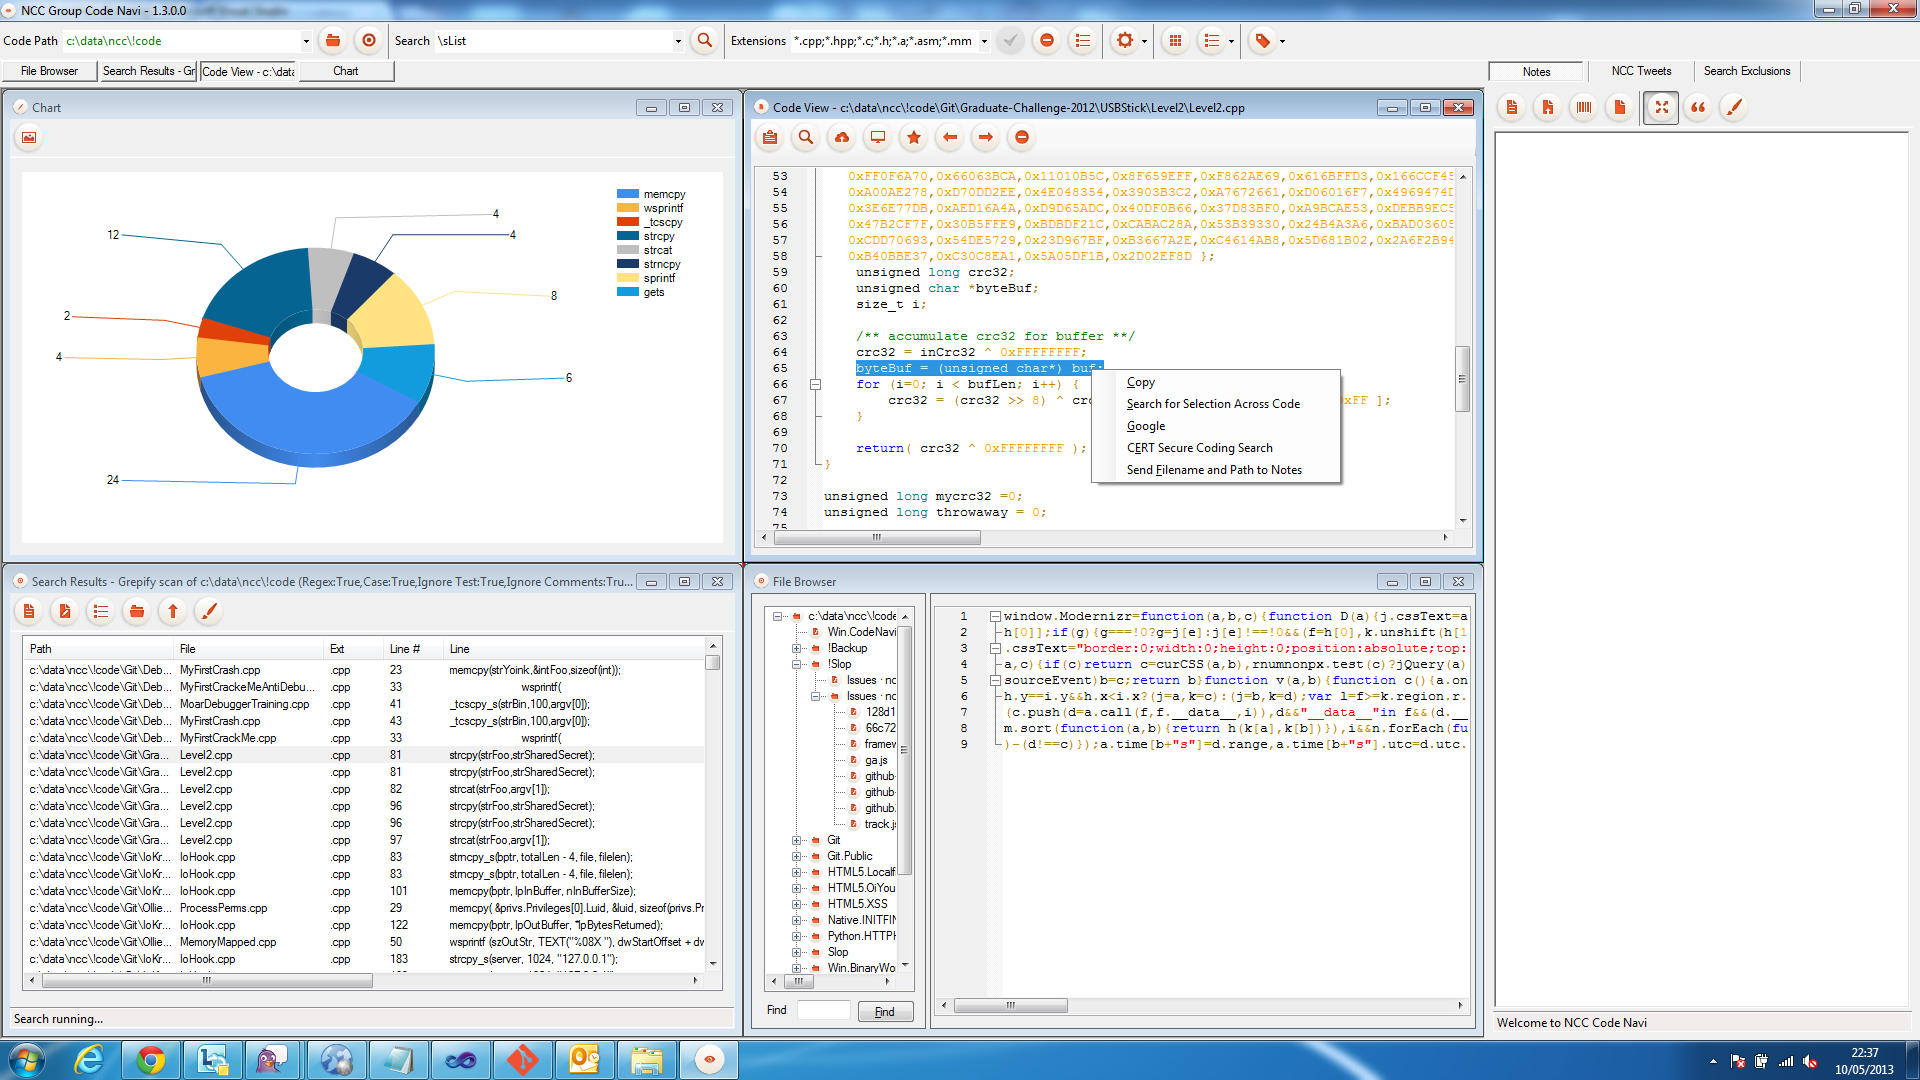 NCC Group Code Navi - 1.3.0.0
Code Path c:\data\ncc\!code Search \sList Extensions *.cpp;*.hpp;*.c;*.h;*.a;*.asm;*.mm
File Browser Search Results - Gr Code View - c:\data Chart Notes NCC Tweets Search Exclusions
Chart
memcpy
wsprintf
_tcscpy
strcpy
strcat
strncpy
sprintf
gets
4
12
4
8
2
4
6
24
Code View - c:\data\ncc\!code\Git\Graduate-Challenge-2012\USBStick\Level2\Level2.cpp
53 0xFF0F6A70,0x66063BCA,0x11010B5C,0x8F659EFF,0xF862AE69,0x616BFFD3,0x166CCF45
54 0xA00AE278,0xD70DD2EE,0x4E048354,0x3903B3C2,0xA7672661,0xD06016F7,0x4969474D
55 0x3E6E77DB,0xAED16A4A,0xD9D65ADC,0x40DF0B66,0x37D83BF0,0xA9BCAE53,0xDEBB9EC5
56 0x47B2CF7F,0x30B5FFE9,0xBDBDF21C,0xCABAC28A,0x53B39330,0x24B4A3A6,0xBAD03605
57 0xCDD70693,0x54DE5729,0x23D967BF,0xB3667A2E,0xC4614AB8,0x5D681B02,0x2A6F2B94
58 0xB40BBE37,0xC30C8EA1,0x5A05DF1B,0x2D02EF8D };
59 unsigned long crc32;
60 unsigned char *byteBuf;
61 size_t i;
62
63 /** accumulate crc32 for buffer **/
64 crc32 = inCrc32 ^ 0xFFFFFFFF;
65 byteBuf = (unsigned char*) buf;
66 for (i=0; i < bufLen; i++) {
67 crc32 = (crc32 >> 8) ^ crc 0xFF ];
68 }
69
70 return( crc32 ^ 0xFFFFFFFF );
71 }
72
73 unsigned long mycrc32 =0;
74 unsigned long throwaway = 0;
75
Copy
Search for Selection Across Code
Google
CERT Secure Coding Search
Send Filename and Path to Notes
Search Results - Grepify scan of c:\data\ncc\!code (Regex:True,Case:True,Ignore Test:True,Ignore Comments:Tru...
Path File Ext Line # Line
c:\data\ncc\!code\Git\Deb... MyFirstCrash.cpp .cpp 23 memcpy(strYoink,&intFoo,sizeof(int));
c:\data\ncc\!code\Git\Deb... MyFirstCrackeMeAntiDebu... .cpp 33 wsprintf(
c:\data\ncc\!code\Git\Deb... MoarDebuggerTraining.cpp .cpp 41 _tcscpy_s(strBin,100,argv[0]);
c:\data\ncc\!code\Git\Deb... MyFirstCrash.cpp .cpp 43 _tcscpy_s(strBin,100,argv[0]);
c:\data\ncc\!code\Git\Deb... MyFirstCrackMe.cpp .cpp 33 wsprintf(
c:\data\ncc\!code\Git\Gra... Level2.cpp .cpp 81 strcpy(strFoo,strSharedSecret);
c:\data\ncc\!code\Git\Gra... Level2.cpp .cpp 81 strcpy(strFoo,strSharedSecret);
c:\data\ncc\!code\Git\Gra... Level2.cpp .cpp 82 strcat(strFoo,argv[1]);
c:\data\ncc\!code\Git\Gra... Level2.cpp .cpp 96 strcpy(strFoo,strSharedSecret);
c:\data\ncc\!code\Git\Gra... Level2.cpp .cpp 96 strcpy(strFoo,strSharedSecret);
c:\data\ncc\!code\Git\Gra... Level2.cpp .cpp 97 strcat(strFoo,argv[1]);
c:\data\ncc\!code\Git\IoKr... IoHook.cpp .cpp 83 strncpy_s(bptr, totalLen - 4, file, filelen);
c:\data\ncc\!code\Git\IoKr... IoHook.cpp .cpp 83 strncpy_s(bptr, totalLen - 4, file, filelen);
c:\data\ncc\!code\Git\IoKr... IoHook.cpp .cpp 101 memcpy(bptr, lpInBuffer, nInBufferSize);
c:\data\ncc\!code\Git\Ollie... ProcessPerms.cpp .cpp 29 memcpy( &privs.Privileges[0].Luid, &luid, sizeof(privs.Pr
c:\data\ncc\!code\Git\IoKr... IoHook.cpp .cpp 122 memcpy(bptr, lpOutBuffer, *lpBytesReturned);
c:\data\ncc\!code\Git\Ollie... MemoryMapped.cpp .cpp 50 wsprintf (szOutStr, TEXT("%08X "), dwStartOffset + dw
c:\data\ncc\!code\Git\IoKr... IoHook.cpp .cpp 183 strcpy_s(server, 1024, "127.0.0.1");
Search running...
File Browser
c:\data\ncc\!code
Win.CodeNavi
!Backup
!Slop
Issues · nc
Issues · nc
128d1
66c72
framew
ga.js
github-
github-
github.
track.js
Git
Git.Public
HTML5.Localf
HTML5.OiYou
HTML5.XSS
Native.INITFIN
Python.HTTPH
Slop
Win.BinaryWo
Find Find
1 window.Modernizr=function(a,b,c){function D(a){j.cssText=a
2 h[0]];if(g){g===!0?g=j[e]:j[e]!==!0&&(f=h[0],k.unshift(h[1
3 .cssText="border:0;width:0;height:0;position:absolute;top:
4 a,c){if(c)return c=curCSS(a,b),rnumnonpx.test(c)?jQuery(a)
5 sourceEvent)b=c;return b}function v(a,b){function c(){a.on
6 h.y==i.y&&h.x<i.x?(j=a,k=c):(j=b,k=d);var l=f>=k.region.r.
7 (c.push(d=a.call(f,f.__data__,i)),d&&"__data__"in f&&(d.__
8 m.sort(function(a,b){return h(k[a],k[b])}),i&&n.forEach(fu
9 )-(d!==c)});a.time[b+"s"]=d.range,a.time[b+"s"].utc=d.utc.
Welcome to NCC Code Navi
22:37
10/05/2013